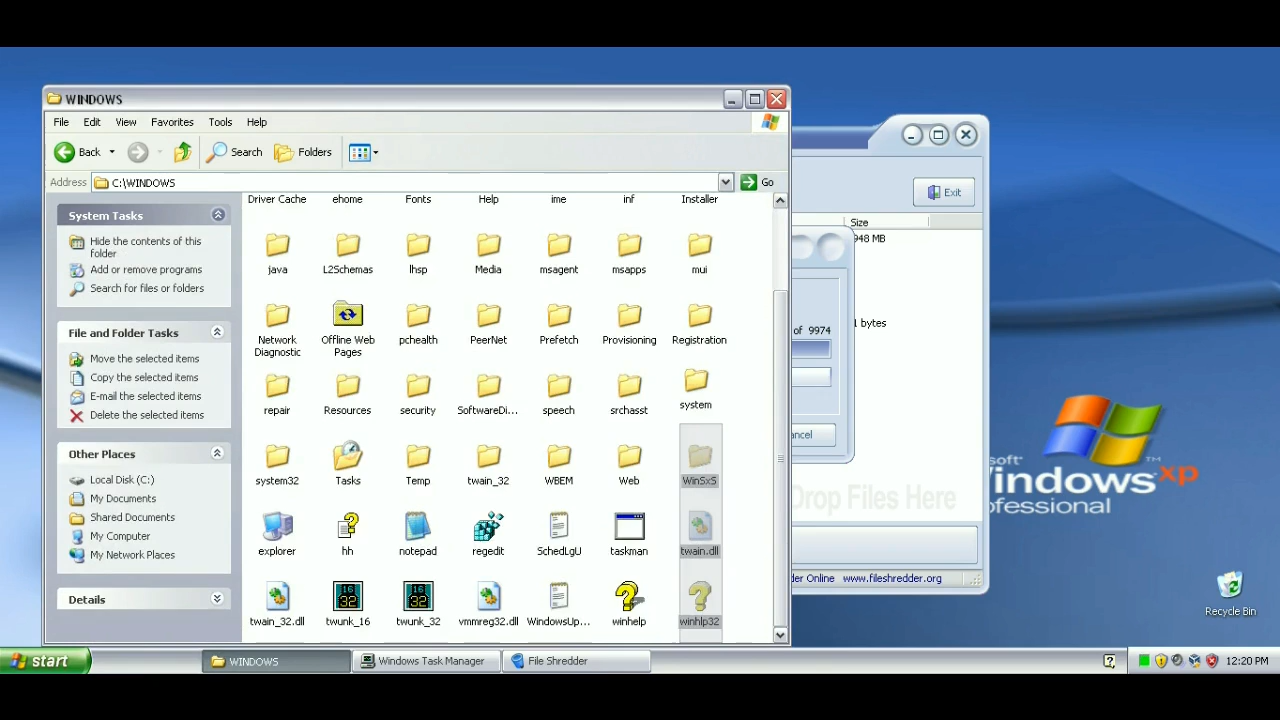 WINDOWS
File Edit View Favorites Tools Help
Back Search Folders
Address C:\WINDOWS Go
System Tasks
Hide the contents of this
folder
Add or remove programs
Search for files or folders
File and Folder Tasks
Move the selected items
Copy the selected items
E-mail the selected items
Delete the selected items
Other Places
Local Disk (C:)
My Documents
Shared Documents
My Computer
My Network Places
Details
Driver Cache ehome Fonts Help ime inf Installer
java L2Schemas lhsp Media msagent msapps mui
Network
Diagnostic
Offline Web
Pages
pchealth PeerNet Prefetch Provisioning Registration
repair Resources security SoftwareDi... speech srchasst system
system32 Tasks Temp twain_32 WBEM Web WinSxS
explorer hh notepad regedit SchedLgU taskman twain.dll
16
32
16
32
twain_32.dll twunk_16 twunk_32 vmmreg32.dll WindowsUp... winhelp winhlp32
Exit
Size
948 MB
of 9974
1 bytes
ancel
Drop Files Here
der Online www.fileshredder.org
soft
indows xp
ofessional
TM
Recycle Bin
start WINDOWS Windows Task Manager File Shredder 12:20 PM